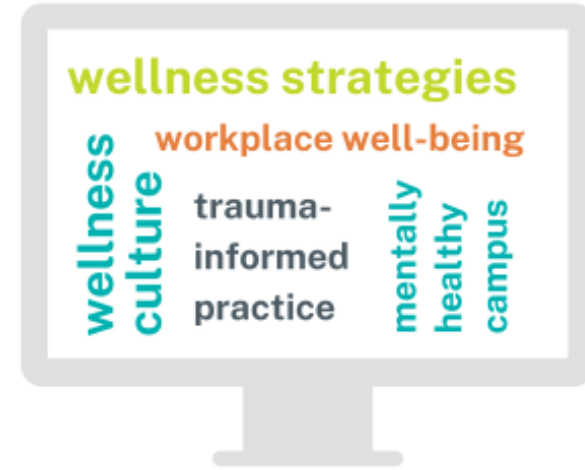 wellness strategies
workplace well-being
wellness
culture
trauma-
informed
practice
mentally
healthy
campus